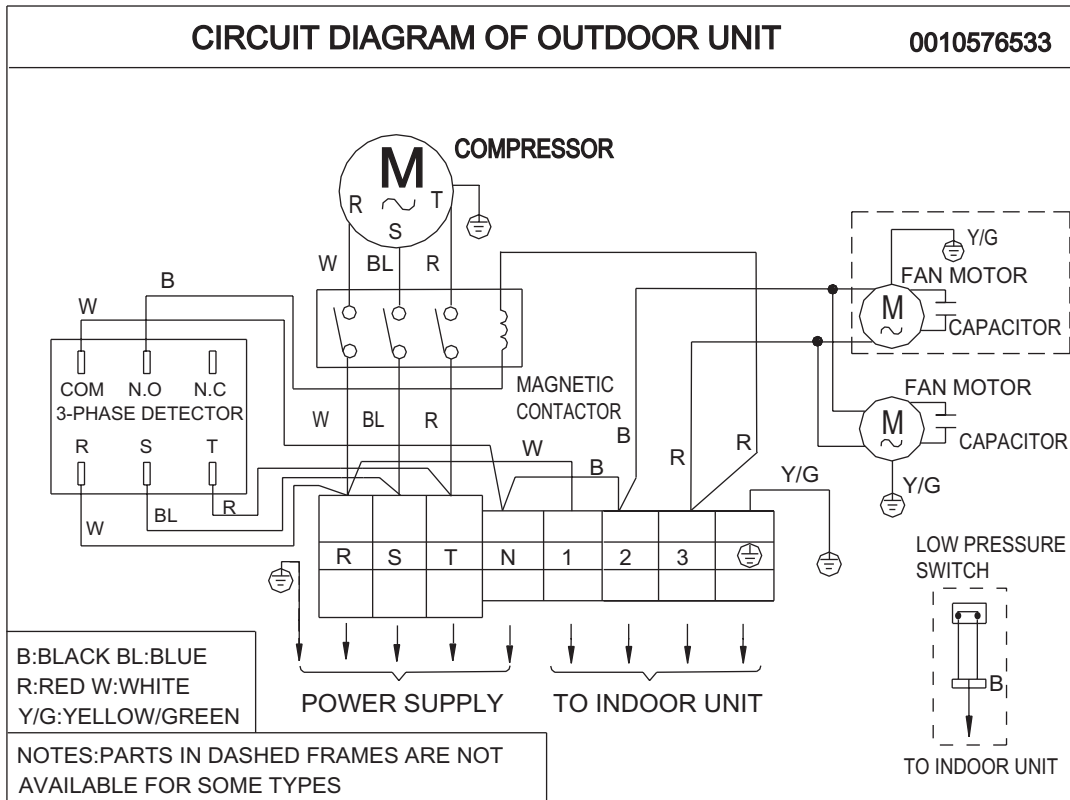 CIRCUIT DIAGRAM OF OUTDOOR UNIT 0010576533
COMPRESSOR
M
R S T
W BL R
B
W
COM N.O N.C
3-PHASE DETECTOR
R S T
W BL R
W BL R
MAGNETIC
CONTACTOR
W B
B R R
Y/G
Y/G
FAN MOTOR
M
CAPACITOR
FAN MOTOR
M
CAPACITOR
Y/G
R S T N 1 2 3
POWER SUPPLY
TO INDOOR UNIT
LOW PRESSURE
SWITCH
B
TO INDOOR UNIT
B:BLACK BL:BLUE
R:RED W:WHITE
Y/G:YELLOW/GREEN
NOTES:PARTS IN DASHED FRAMES ARE NOT
AVAILABLE FOR SOME TYPES